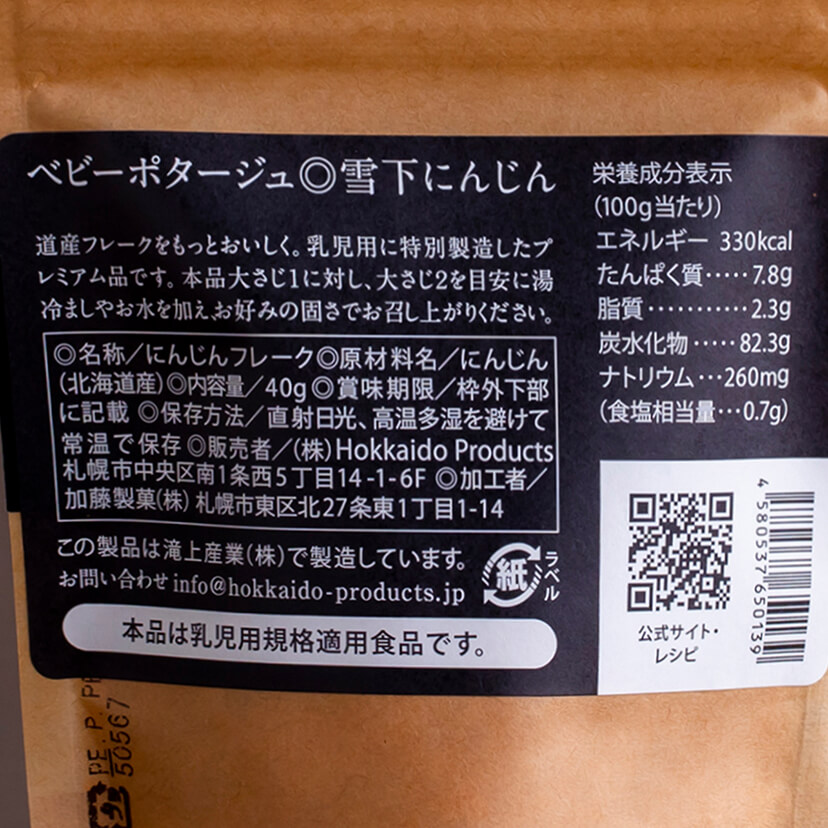 ベビーポタージュ◎雪下にんじん
道産フレークをもっとおいしく。乳児用に特別製造したプ
レミアム品です。本品大さじ1に対し、大さじ2を目安に湯
冷ましやお水を加え、お好みの固さでお召し上がりください。
◎名称／にんじんフレーク◎原材料名／にんじん
(北海道産)◎内容量／40g◎賞味期限／枠外下部
に記載 ◎保存方法／直射日光、高温多湿を避けて
常温で保存 ◎販売者／(株)Hokkaido Products
札幌市中央区南1条西5丁目14-1-6F ◎加工者／
加藤製菓(株) 札幌市東区北27条東1丁目1-14
この製品は滝上産業(株)で製造しています。
お問い合わせ info@hokkaido-products.jp
紙
ラベル
本品は乳児用規格適用食品です。
栄養成分表示
(100g当たり)
エネルギー 330kcal
たんぱく質‥‥‥7.8g
脂質‥‥‥‥‥‥2.3g
炭水化物‥‥‥82.3g
ナトリウム‥‥260mg
(食塩相当量‥‥0.7g)
公式サイト・
レシピ
4 580537 650139
PE.P. P
50567